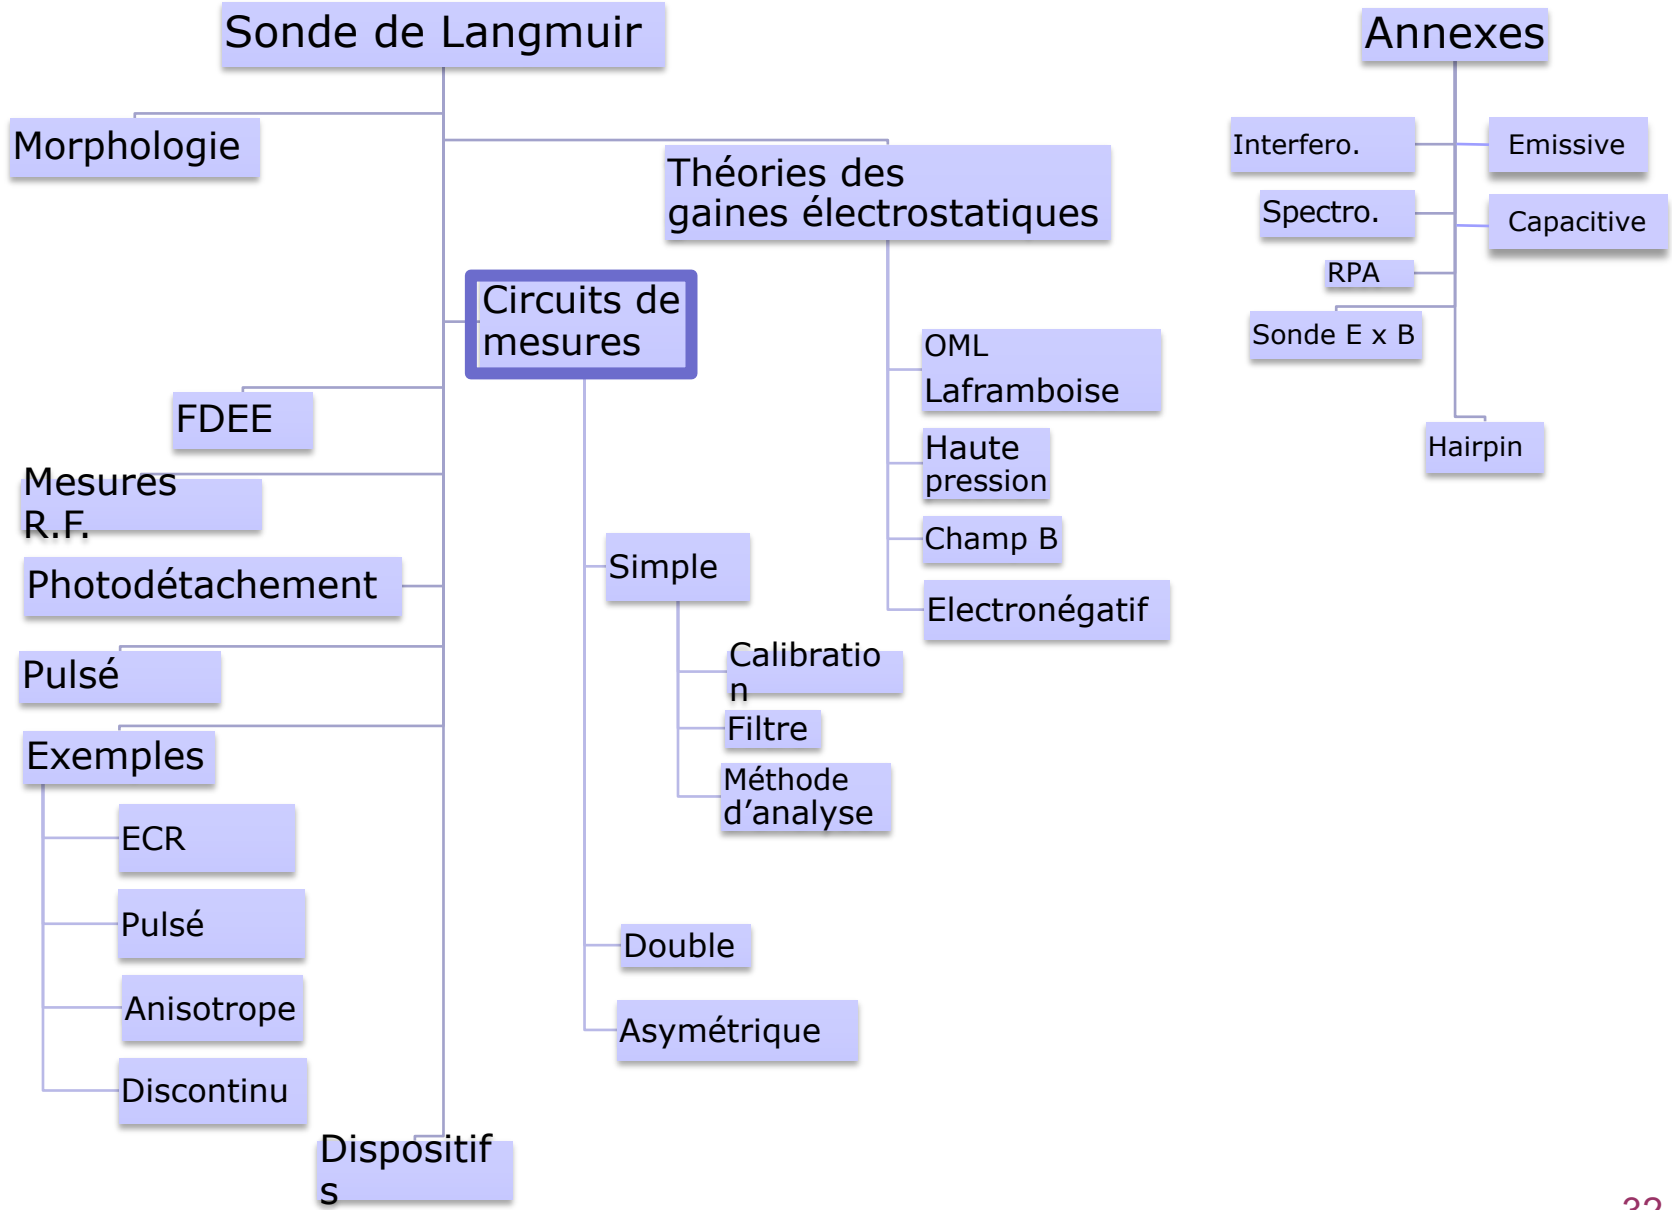 Sonde de Langmuir
Morphologie
Théories des
gaines électrostatiques
OML
Laframboise
Haute
pression
Champ B
Electronégatif
Circuits de
mesures
Simple
Calibratio
n
Filtre
Méthode
d’analyse
Double
Asymétrique
FDEE
Mesures
R.F.
Photodétachement
Pulsé
Exemples
ECR
Pulsé
Anisotrope
Discontinu
Dispositif
s
Annexes
Interfero.
Emissive
Spectro.
Capacitive
RPA
Sonde E x B
Hairpin
32